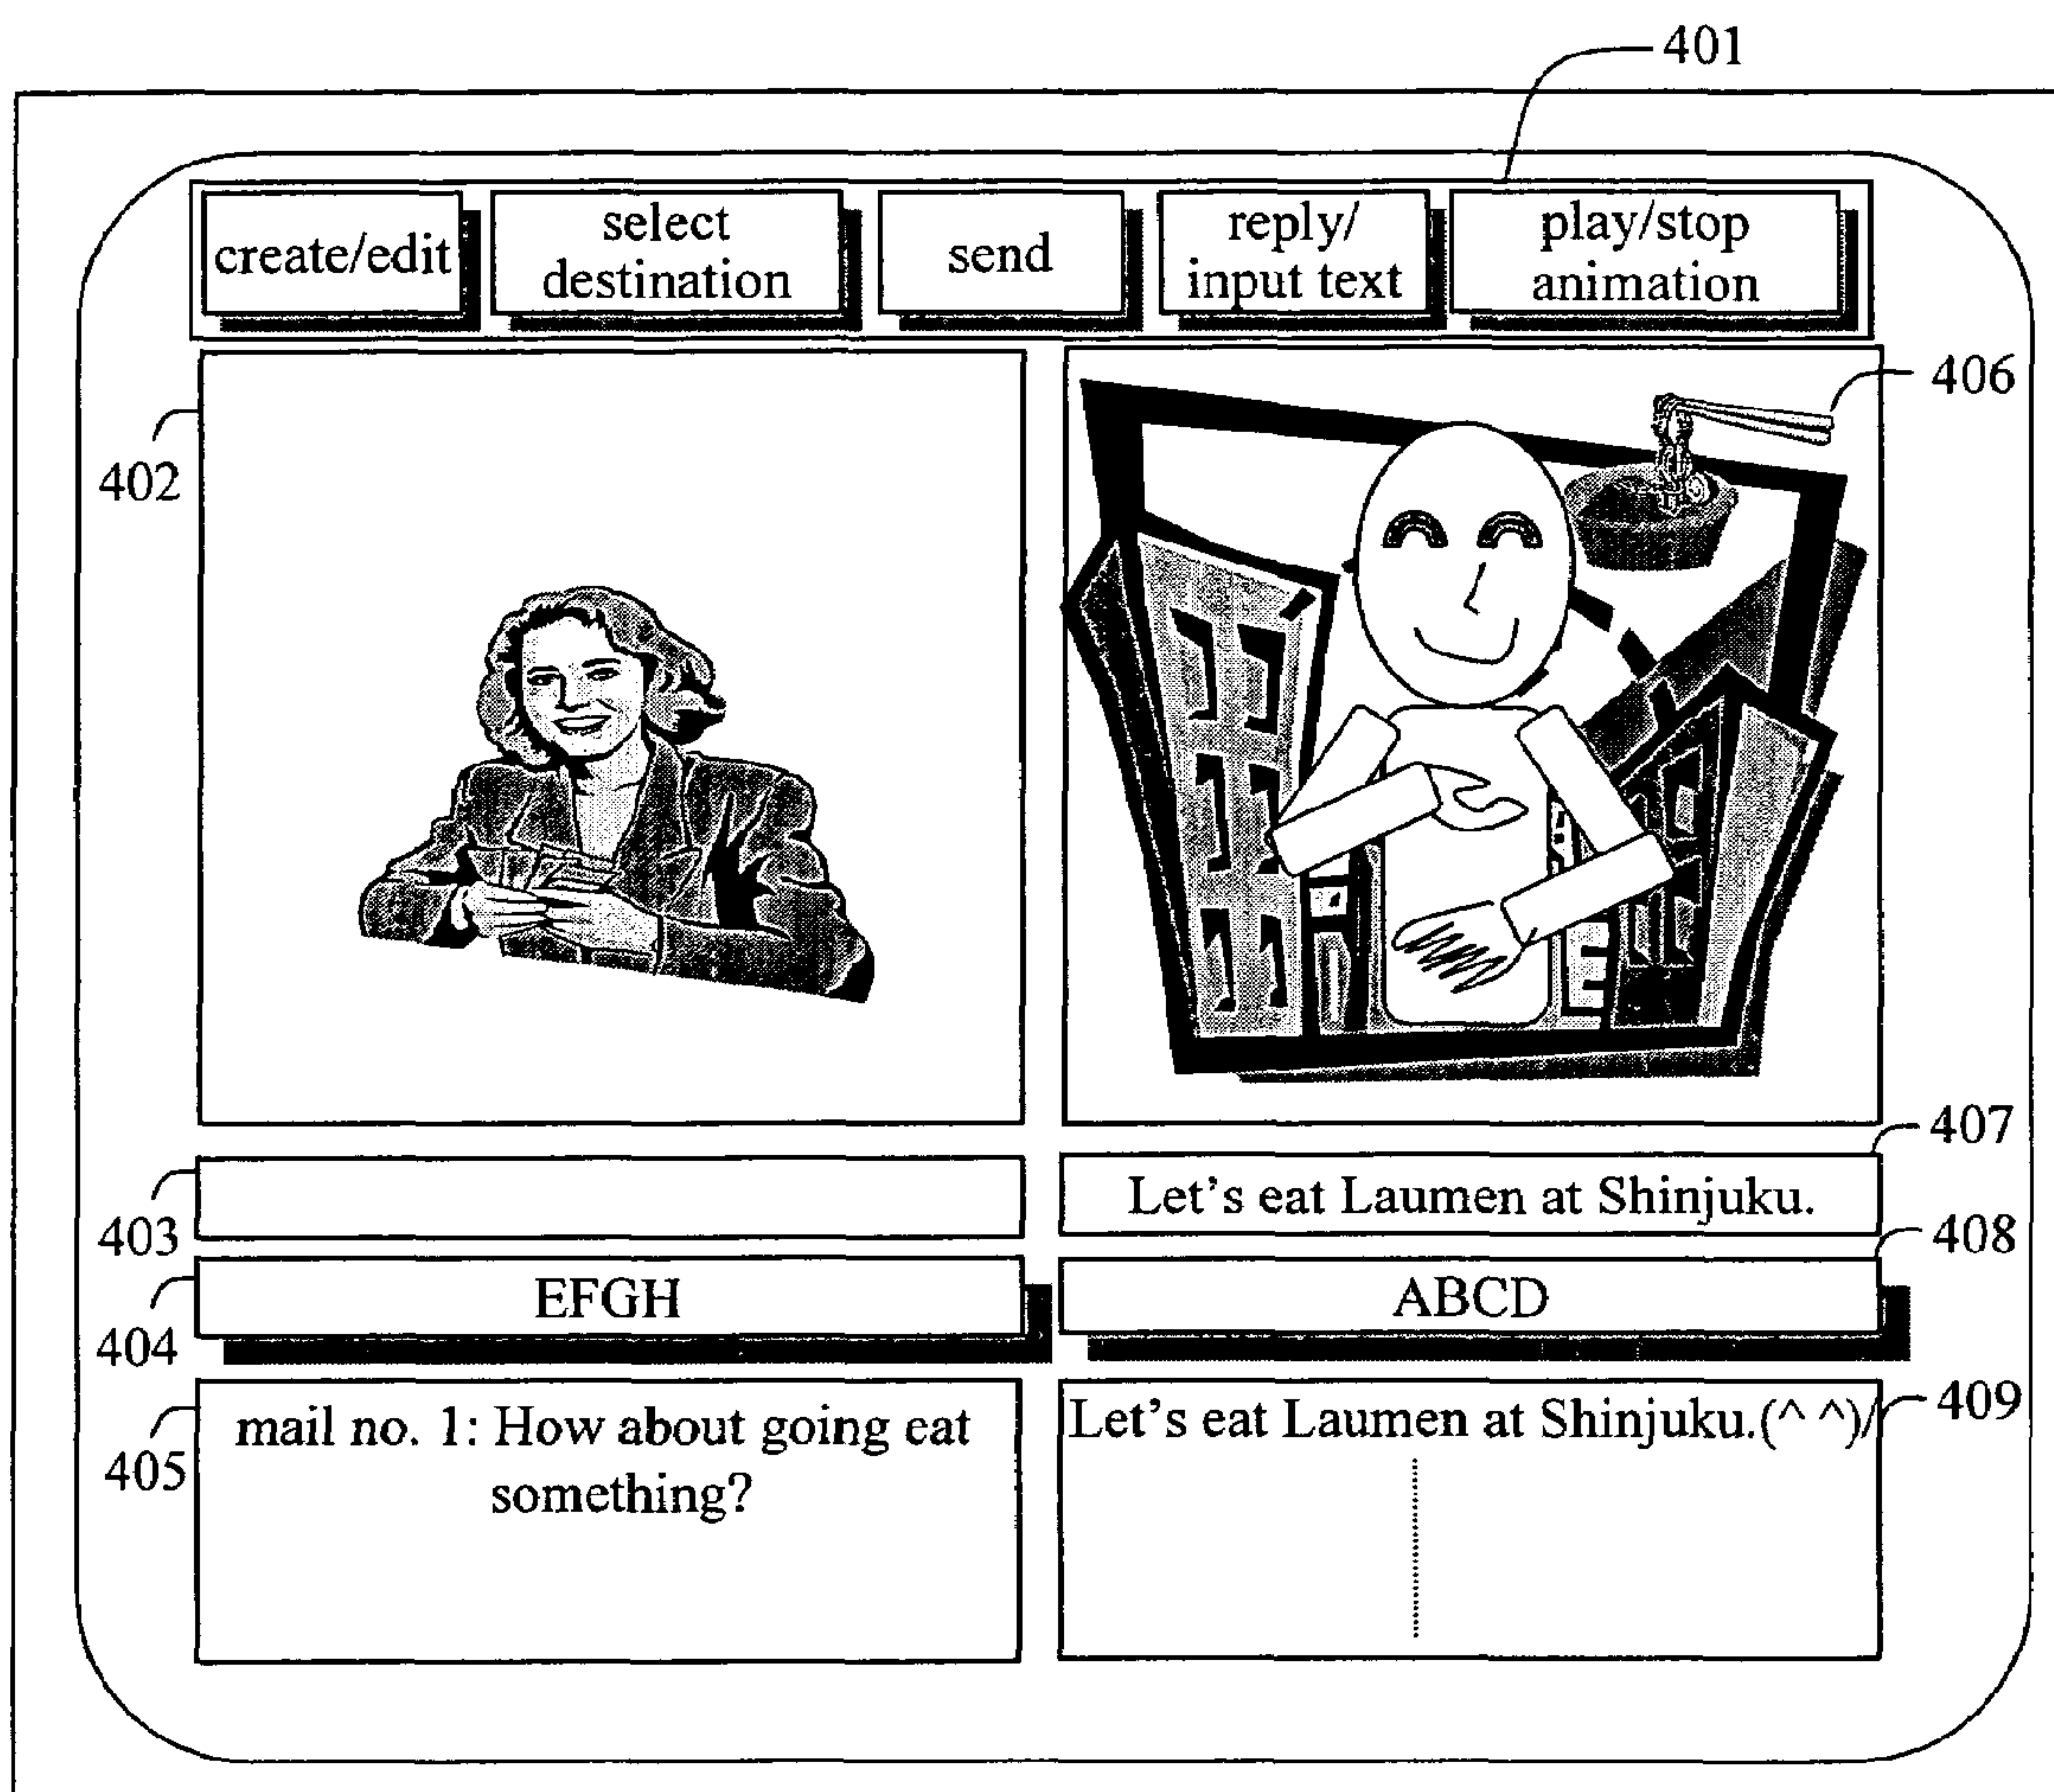 401
create/edit
select
destination
send
reply/
input text
play/stop
animation
402
406
403
407
Let's eat Laumen at Shinjuku.
404
EFGH
408
ABCD
405
mail no. 1: How about going eat
something?
409
Let's eat Laumen at Shinjuku.(^ ^)/